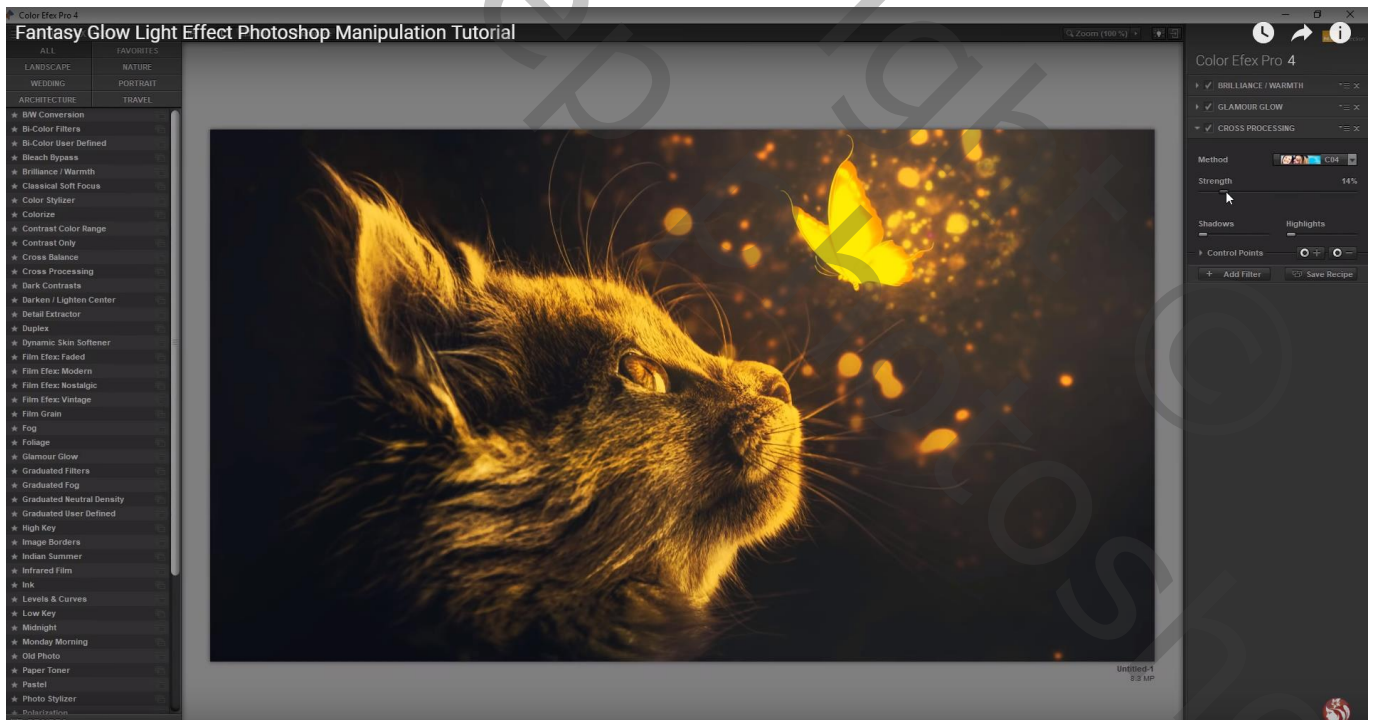 Color Efex Pro 4
Fantasy Glow Light Effect Photoshop Manipulation Tutorial
Zoom (100 %)
ALL FAVORITES
LANDSCAPE NATURE
WEDDING PORTRAIT
ARCHITECTURE TRAVEL
B/W Conversion
Bi-Color Filters
Bi-Color User Defined
Bleach Bypass
Brilliance / Warmth
Classical Soft Focus
Color Stylizer
Colorize
Contrast Color Range
Contrast Only
Cross Balance
Cross Processing
Dark Contrasts
Darken / Lighten Center
Detail Extractor
Duplex
Dynamic Skin Softener
Film Efex: Faded
Film Efex: Modern
Film Efex: Nostalgic
Film Efex: Vintage
Film Grain
Fog
Foliage
Glamour Glow
Graduated Filters
Graduated Fog
Graduated Neutral Density
Graduated User Defined
High Key
Image Borders
Indian Summer
Infrared Film
Ink
Levels & Curves
Low Key
Midnight
Monday Morning
Old Photo
Paper Toner
Pastel
Photo Stylizer
Polarization
Untitled-1
8.3 MP
Color Efex Pro 4
BRILLIANCE / WARMTH
GLAMOUR GLOW
CROSS PROCESSING
Method C04
Strength 14%
Shadows Highlights
Control Points
+ Add Filter Save Recipe